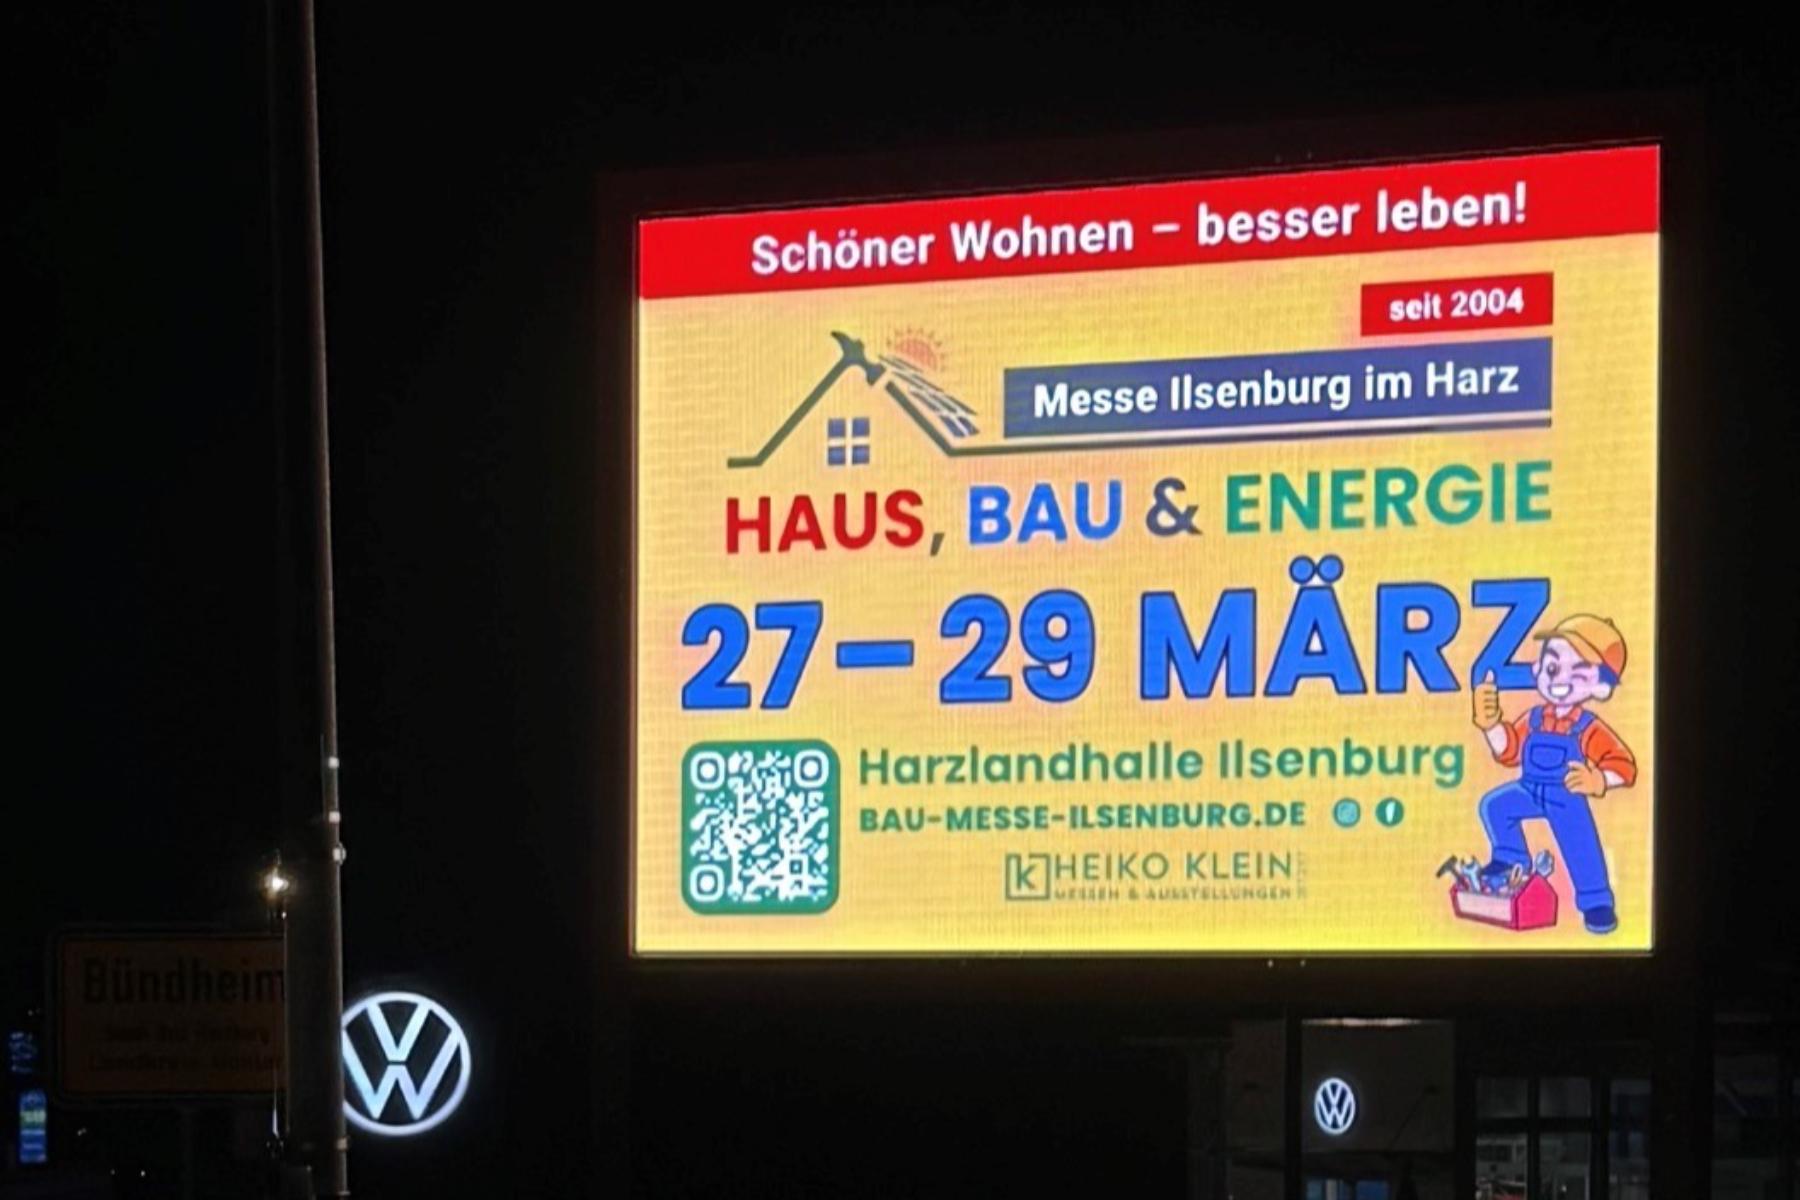 Schöner Wohnen – besser leben!
seit 2004
Messe Ilsenburg im Harz
HAUS, BAU & ENERGIE
27–29 MÄRZ
Harzlandhalle Ilsenburg
BAU-MESSE-ILSENBURG.DE
HEIKO KLEIN
MESSEN & AUSSTELLUNGEN
Bündheim